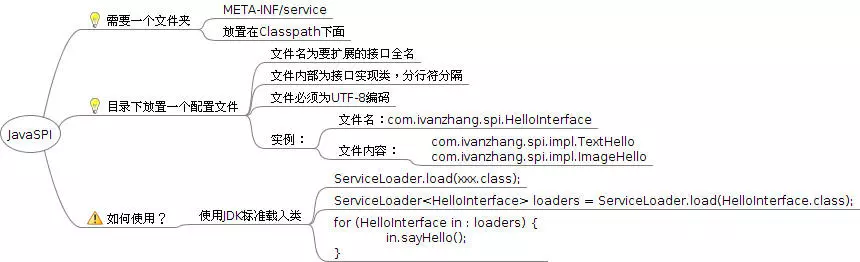 JavaSPI
需要一个文件夹
META-INF/service
放置在Classpath下面
目录下放置一个配置文件
文件名为要扩展的接口全名
文件内部为接口实现类，分行符分隔
文件必须为UTF-8编码
实例：
文件名：com.ivanzhang.spi.HelloInterface
文件内容：
com.ivanzhang.spi.impl.TextHello
com.ivanzhang.spi.impl.ImageHello
如何使用？
使用JDK标准载入类
ServiceLoader.load(xxx.class);
ServiceLoader<HelloInterface> loaders = ServiceLoader.load(HelloInterface.class);
for (HelloInterface in : loaders) {
in.sayHello();
}